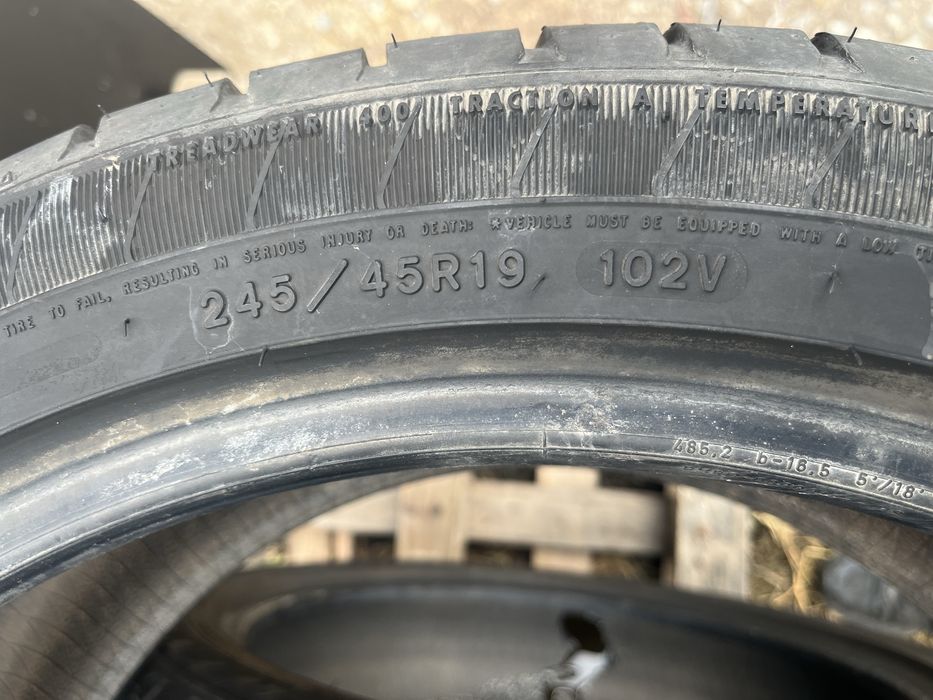 TREADWEAR 400 TRACTION A TEMPERATURE
TIRE TO FAIL, RESULTING IN SERIOUS INJURY OR DEATH: *VEHICLE MUST BE EQUIPPED WITH A LOW
245/45R19 102V
485.2 b-18.5 5°/18°